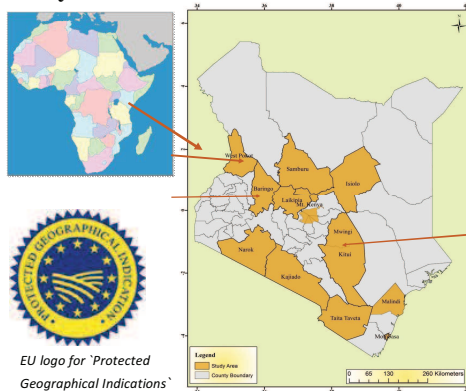 PROTECTED GEOGRAPHICAL INDICATION
EU logo for `Protected
Geographical Indications`
36
N
West Pokot
Samburu
Baringo
Laikipia
Isiolo
Mt. Kenya
Mwingi
Kitui
Narok
Kajiado
Taita Taveta
Malindi
Mombasa
Legend
Study Area
County Boundary
0 65 130 260 Kilometers